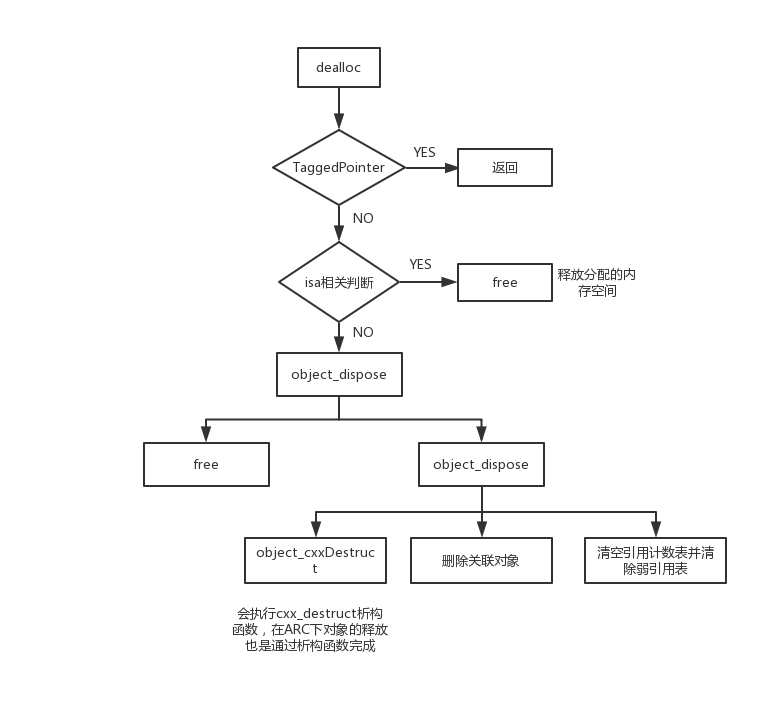 dealloc
TaggedPointer
YES
返回
NO
isa相关判断
YES
free
释放分配的内
存空间
NO
object_dispose
free
object_dispose
object_cxxDestruc
t
删除关联对象
清空引用计数表并清
除弱引用表
会执行cxx_destruct析构
函数，在ARC下对象的释放
也是通过析构函数完成